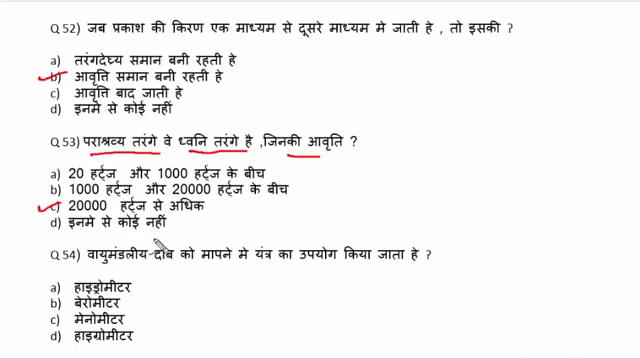 Q 52) जब प्रकाश की किरण एक माध्यम से दूसरे माध्यम मे जाती हे , तो इसकी ?
a) तरंगदेघ्य समान बनी रहती हे
b) आवृत्ति समान बनी रहती हे
c) आवृत्ति बाद जाती हे
d) इनमे से कोई नहीं
Q 53) पराश्रव्य तरंगे वे ध्वनि तरंगे है ,जिनकी आवृति ?
a) 20 हर्ट्ज और 1000 हर्ट्ज के बीच
b) 1000 हर्ट्ज और 20000 हर्ट्ज के बीच
c) 20000 हर्ट्ज से अधिक
d) इनमे से कोई नहीं
Q 54) वायुमंडलीय दाब को मापने मे यंत्र का उपयोग किया जाता हे ?
a) हाइड्रोमीटर
b) बेरोमीटर
c) मेनोमीटर
d) हाइग्रोमीटर